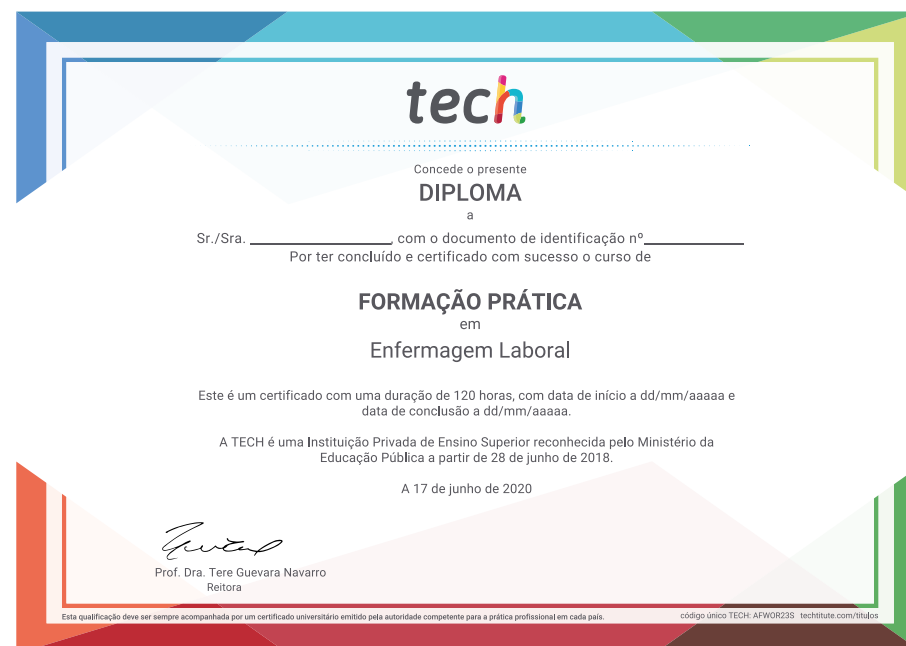 tech
Concede o presente
DIPLOMA
a
Sr./Sra. , com o documento de identificação nº
Por ter concluído e certificado com sucesso o curso de
FORMAÇÃO PRÁTICA
em
Enfermagem Laboral
Este é um certificado com uma duração de 120 horas, com data de início a dd/mm/aaaaa e
data de conclusão a dd/mm/aaaaa.
A TECH é uma Instituição Privada de Ensino Superior reconhecida pelo Ministério da
Educação Pública a partir de 28 de junho de 2018.
A 17 de junho de 2020
Prof. Dra. Tere Guevara Navarro
Reitora
Esta qualificação deve ser sempre acompanhada por um certificado universitário emitido pela autoridade competente para a prática profissional em cada país.
código único TECH: AFWOR23S techtitute.com/titulos